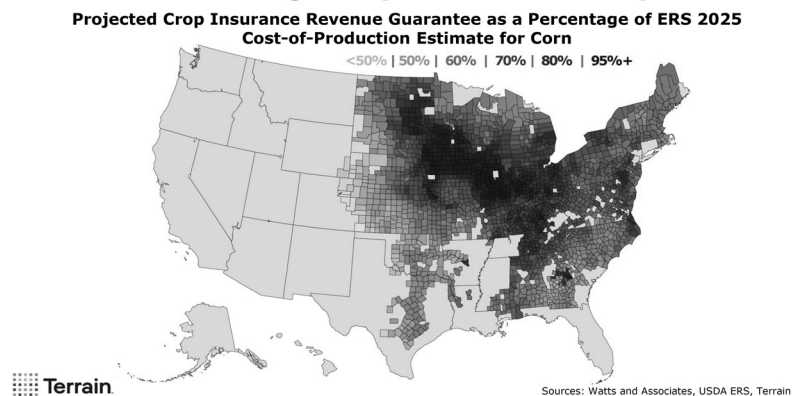 Projected Crop Insurance Revenue Guarantee as a Percentage of ERS 2025
Cost-of-Production Estimate for Corn
<50% | 50% | 60% | 70% | 80% | 95%+
Terrain
Sources: Watts and Associates, USDA ERS, Terrain